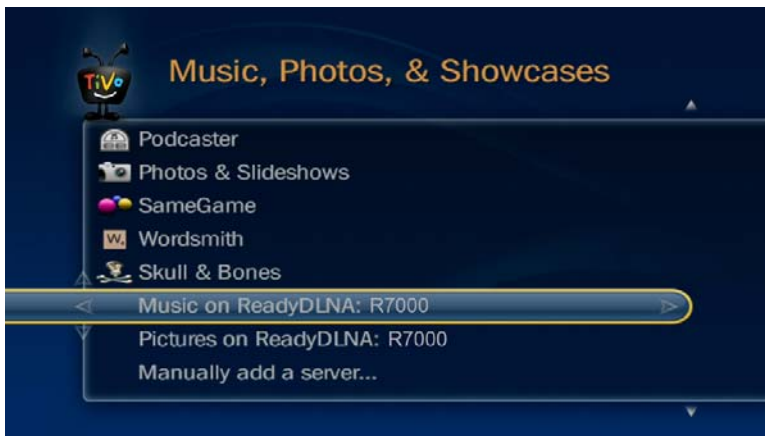 TiVo
Music, Photos, & Showcases
Podcaster
Photos & Slideshows
SameGame
W.
Wordsmith
Skull & Bones
Music on ReadyDLNA: R7000
Pictures on ReadyDLNA: R7000
Manually add a server...